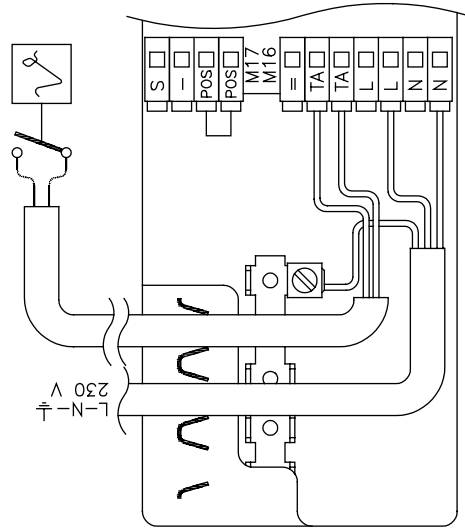 S
–
POS
POS
M17
M16
=
TA
TA
L
L
N
N
L–N–⏚
230 V